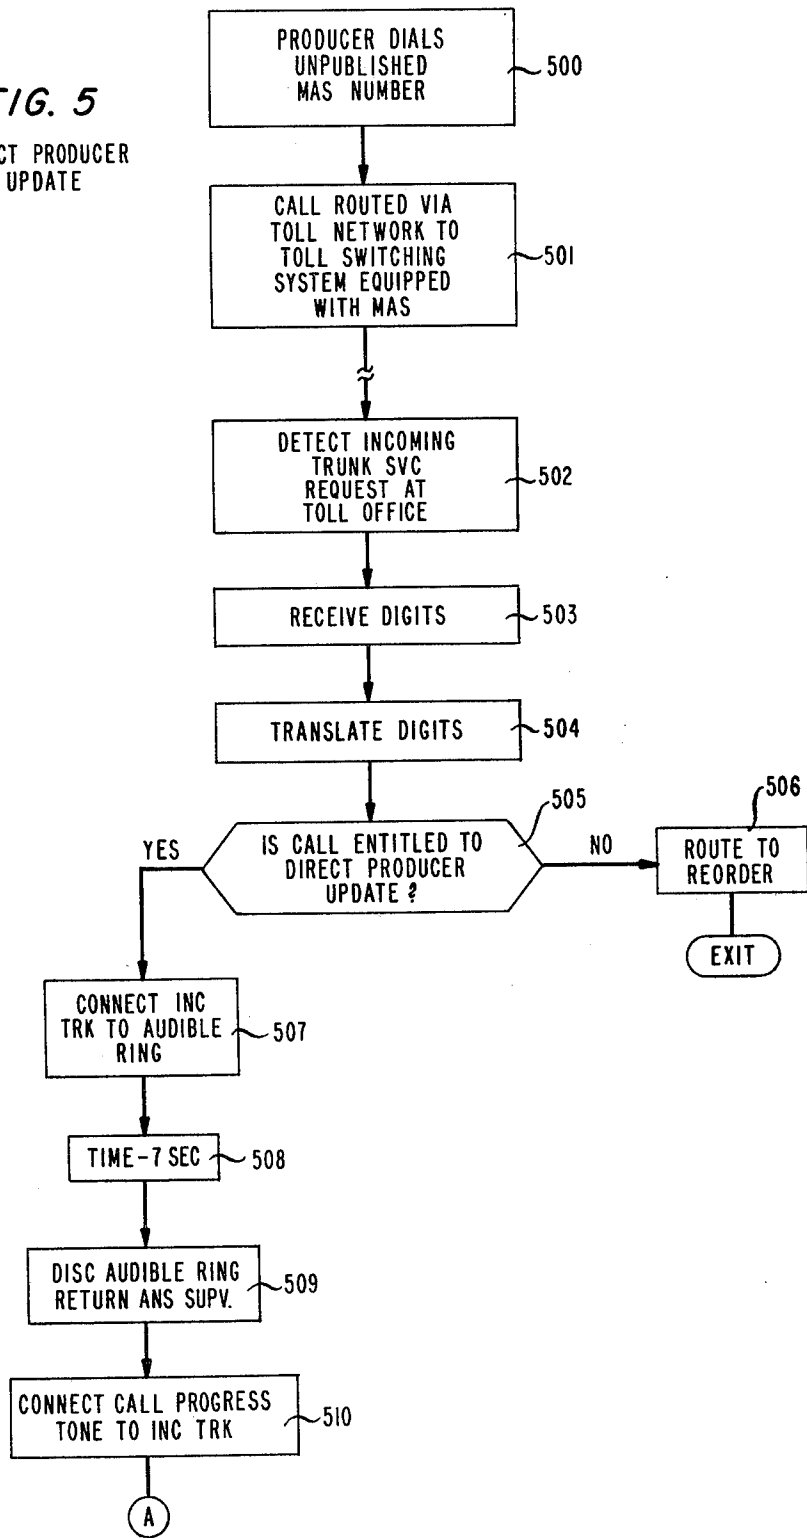 PRODUCER DIALS
UNPUBLISHED
MAS NUMBER
500
FIG. 5
CT PRODUCER
UPDATE
CALL ROUTED VIA
TOLL NETWORK TO
TOLL SWITCHING
SYSTEM EQUIPPED
WITH MAS
501
DETECT INCOMING
TRUNK SVC
REQUEST AT
TOLL OFFICE
502
RECEIVE DIGITS
503
TRANSLATE DIGITS
504
505
IS CALL ENTITLED TO
DIRECT PRODUCER
UPDATE?
YES
NO
506
ROUTE TO
REORDER
EXIT
CONNECT INC
TRK TO AUDIBLE
RING
507
TIME-7 SEC
508
DISC AUDIBLE RING
RETURN ANS SUPV.
509
CONNECT CALL PROGRESS
TONE TO INC TRK
510
A